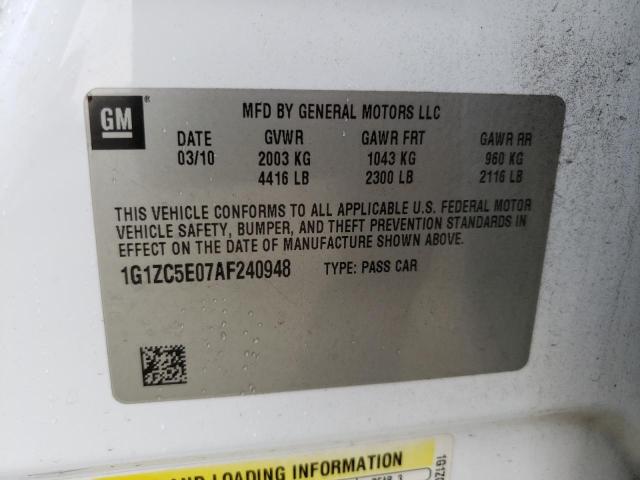 GM
MFD BY GENERAL MOTORS LLC
DATE GVWR GAWR FRT GAWR RR
03/10 2003 KG 1043 KG 960 KG
4416 LB 2300 LB 2116 LB
THIS VEHICLE CONFORMS TO ALL APPLICABLE U.S. FEDERAL MOTOR
VEHICLE SAFETY, BUMPER, AND THEFT PREVENTION STANDARDS IN
EFFECT ON THE DATE OF MANUFACTURE SHOWN ABOVE.
1G1ZC5E07AF240948 TYPE: PASS CAR
AND LOADING INFORMATION